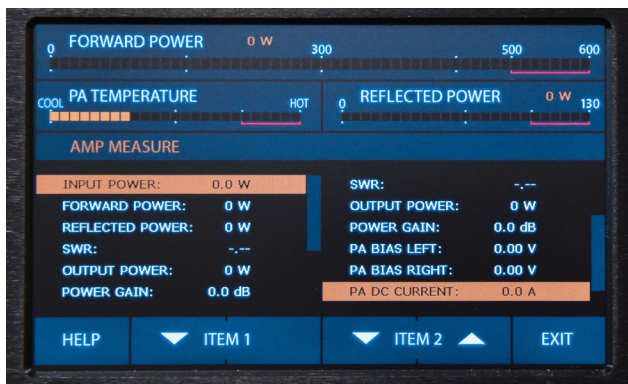 FORWARD POWER 0 W
0 300 500 600
PA TEMPERATURE
COOL HOT
REFLECTED POWER 0 W
0 130
AMP MEASURE
INPUT POWER: 0.0 W
FORWARD POWER: 0 W
REFLECTED POWER: 0 W
SWR: -.--
OUTPUT POWER: 0 W
POWER GAIN: 0.0 dB
SWR: -.--
OUTPUT POWER: 0 W
POWER GAIN: 0.0 dB
PA BIAS LEFT: 0.00 V
PA BIAS RIGHT: 0.00 V
PA DC CURRENT: 0.0 A
HELP ITEM 1 ITEM 2 EXIT